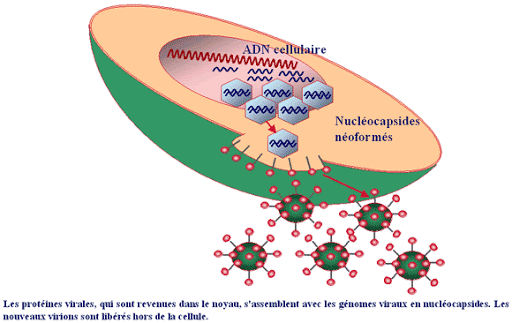 ADN cellulaire
Nucléocapsides
néoformés
Les protéines virales, qui sont revenues dans le noyau, s'assemblent avec les génomes viraux en nucléocapsides. Les
nouveaux virions sont libérés hors de la cellule.